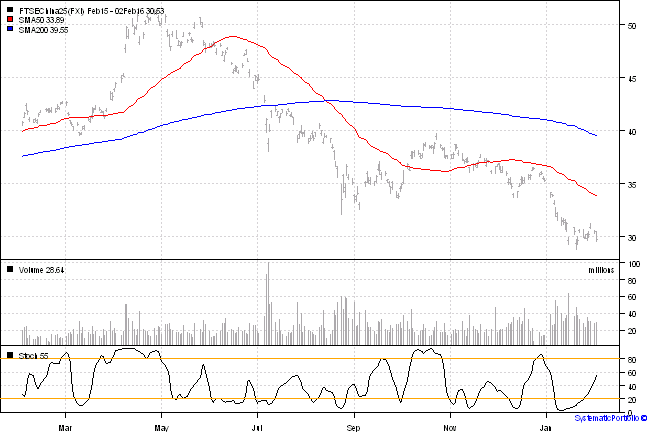 FTSEChina25(FXI) Feb15 - 02Feb16 30.53
SMA50 33.89
SMA200 39.55
50
45
40
35
30
Volume 28.64
millions
100
80
60
40
20
Stoch 55
80
60
40
20
0
Mar May Jul Sep Nov Jan
SystematicPortfolio ©